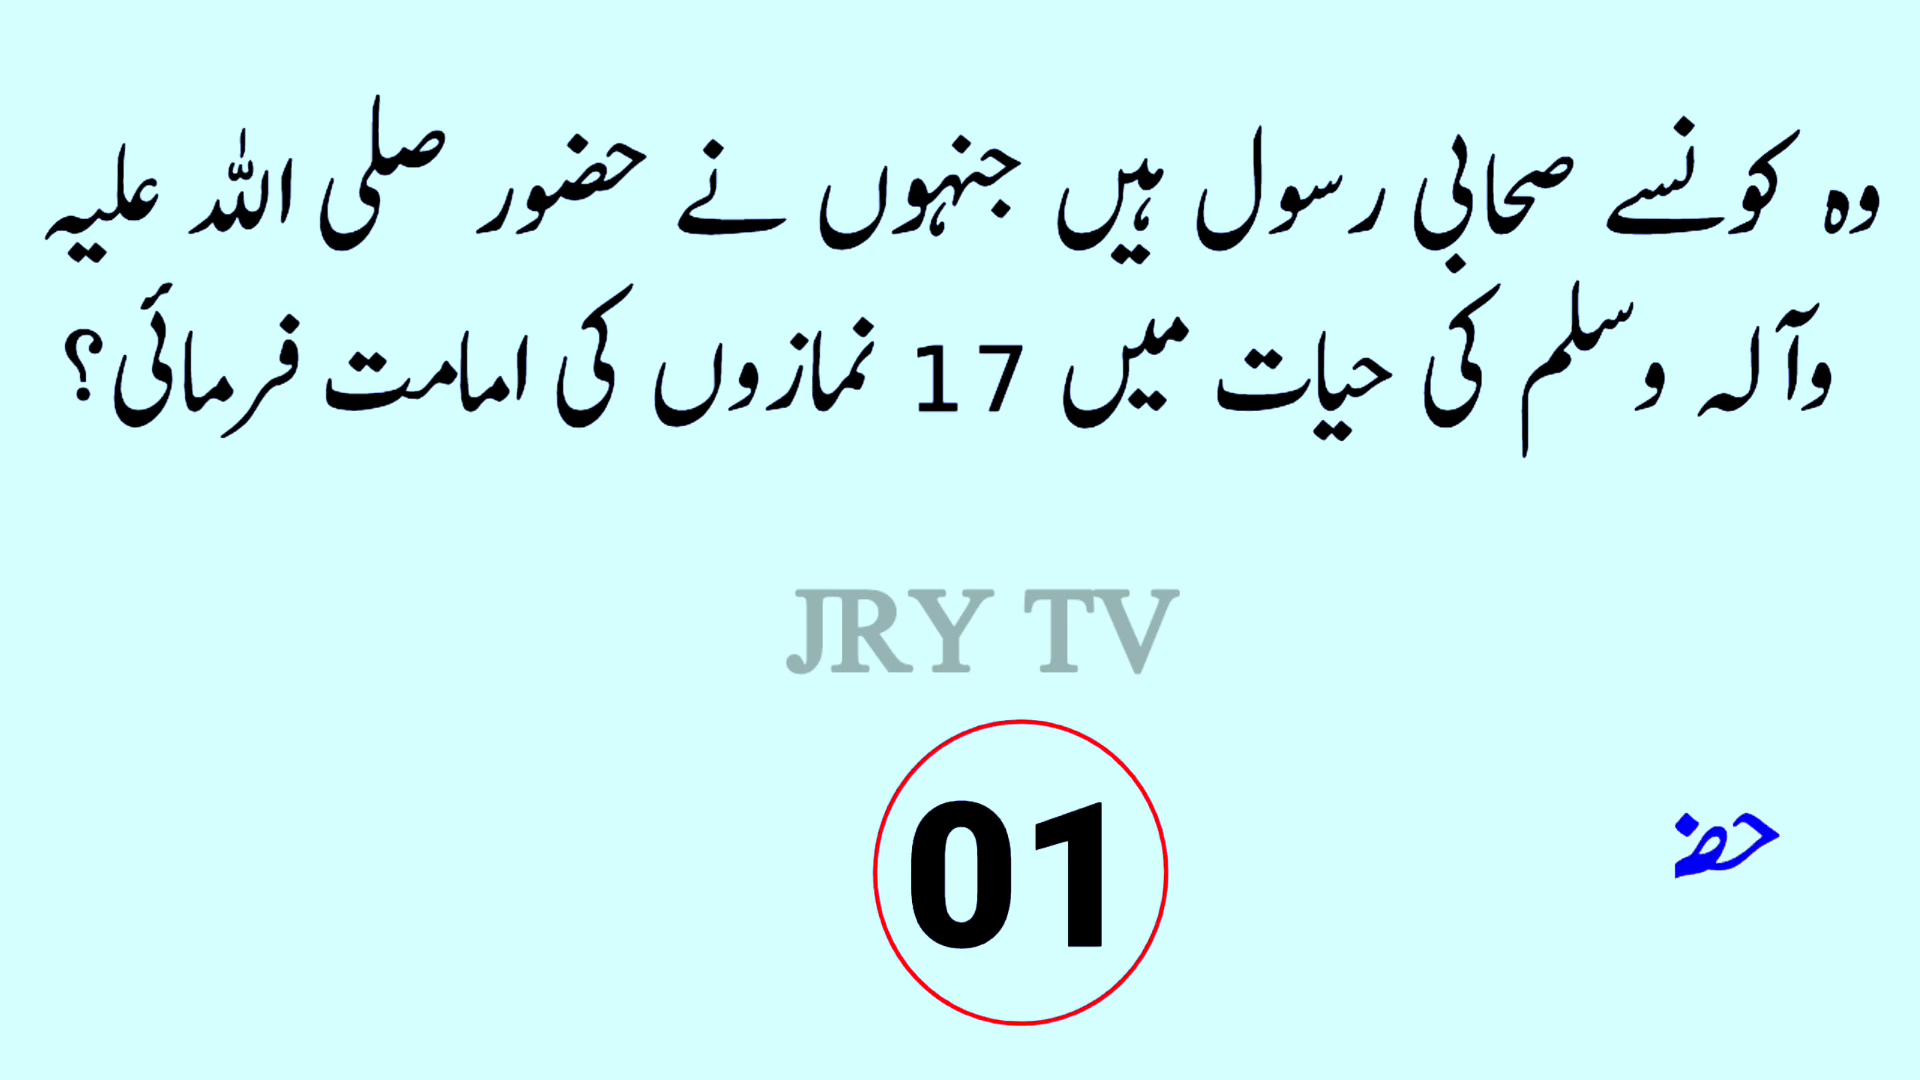 وہ کونسے صحابی رسول ہیں جنہوں نے حضور صلی اللہ علیہ
وآلہ وسلم کی حیات میں 17 نمازوں کی امامت فرمائی؟
JRY TV
01
حض